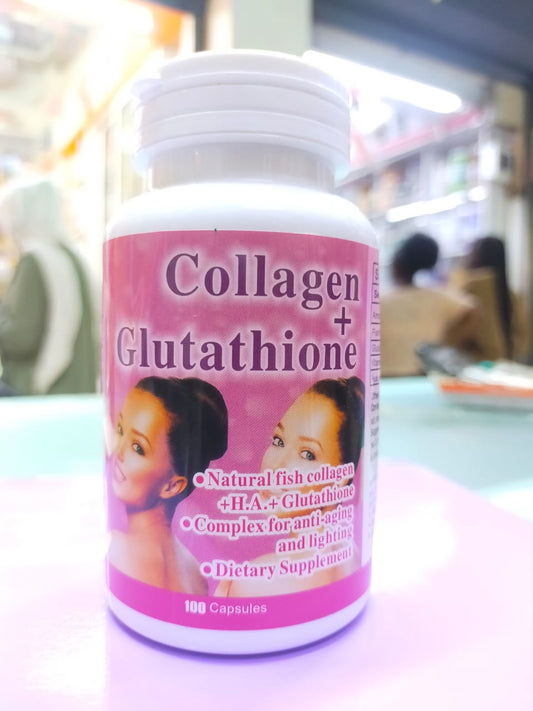 Collagen
+
Glutathione
●Natural fish collagen
+H.A.+ Glutathione
●Complex for anti-aging
and lighting
●Dietary Supplement
100 Capsules